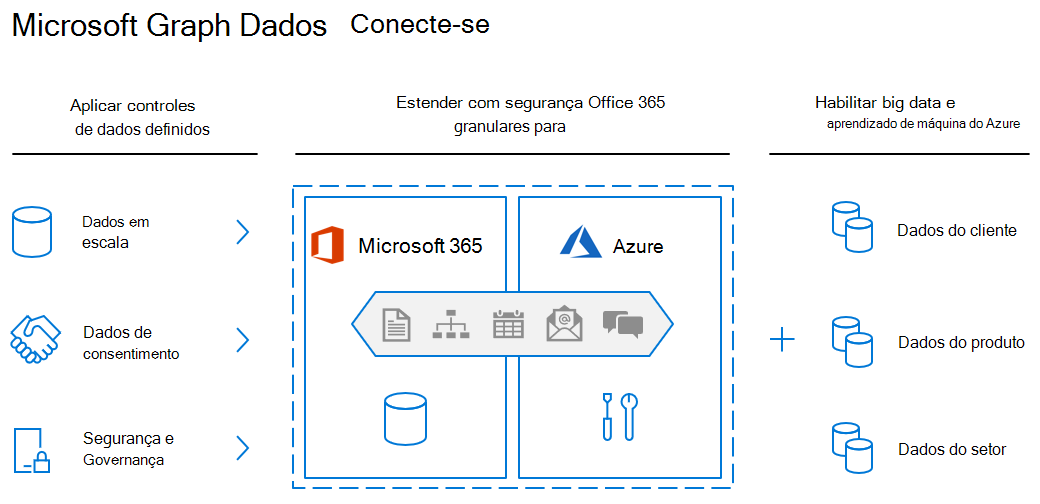 Microsoft Graph Dados Conecte-se
Aplicar controles
de dados definidos
Estender com segurança Office 365
granulares para
Habilitar big data e
aprendizado de máquina do Azure
Dados em
escala
Dados de
consentimento
Segurança e
Governança
Microsoft 365
Azure
@
Dados do cliente
Dados do produto
Dados do setor